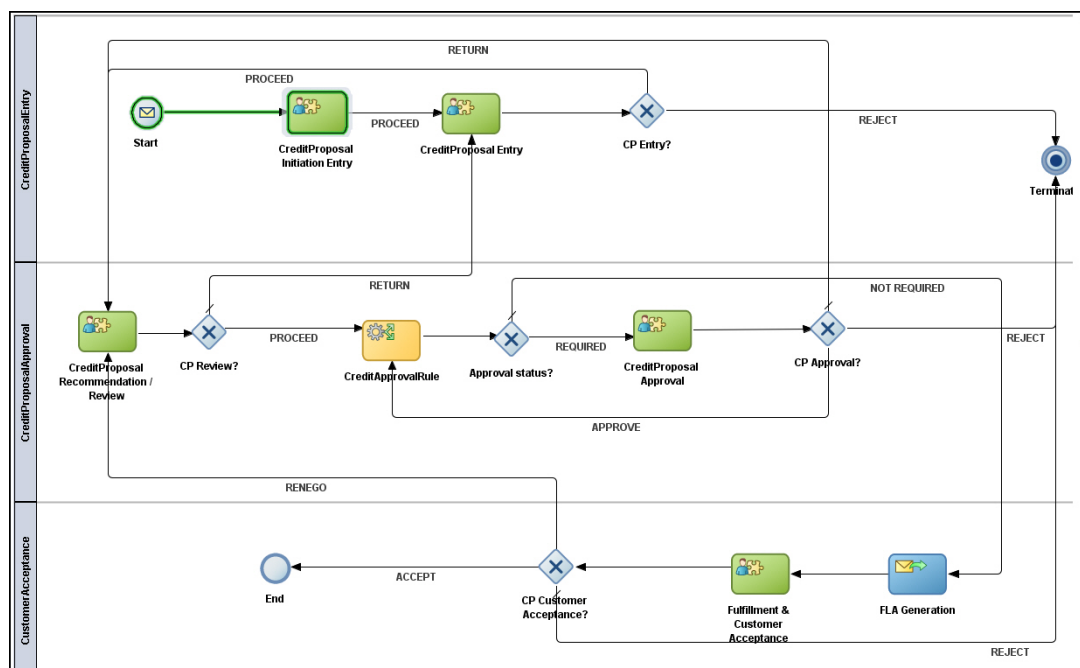 CreditProposalEntry
RETURN
PROCEED
Start
CreditProposal
Initiation Entry
PROCEED
CreditProposal Entry
CP Entry?
REJECT
Terminat
CreditProposalApproval
RETURN
NOT REQUIRED
CreditProposal
Recommendation /
Review
CP Review?
PROCEED
CreditApprovalRule
Approval status?
REQUIRED
CreditProposal
Approval
CP Approval?
REJECT
APPROVE
RENEGO
CustomerAcceptance
End
ACCEPT
CP Customer
Acceptance?
Fulfillment &
Customer
Acceptance
FLA Generation
REJECT